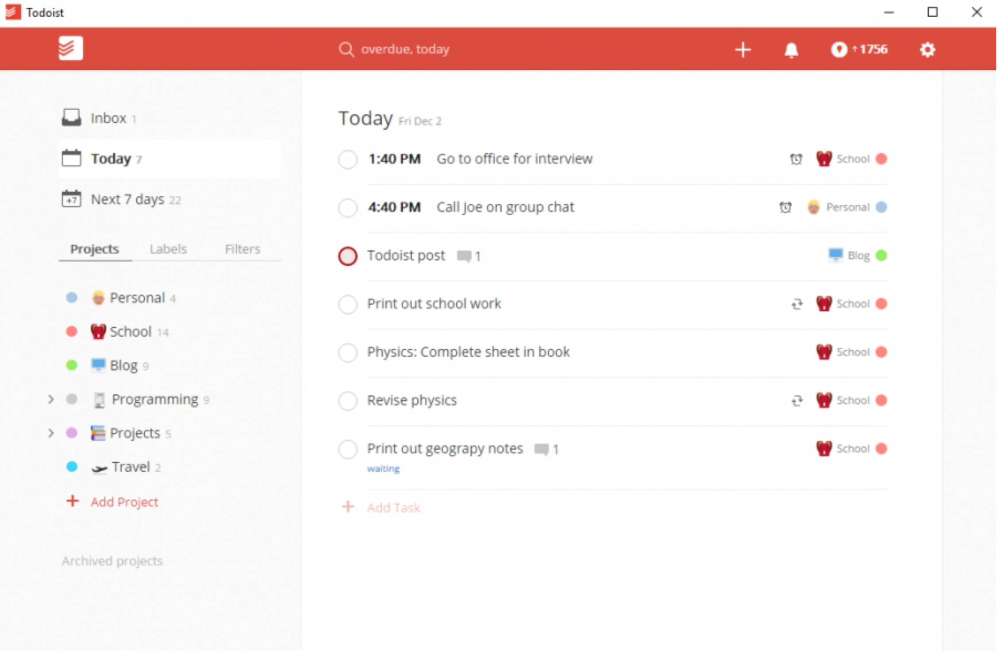 Todoist
overdue, today
↑1756
Inbox 1
Today 7
+7 Next 7 days 22
Projects Labels Filters
Personal 4
School 14
Blog 9
Programming 9
Projects 5
Travel 2
+ Add Project
Archived projects
Today Fri Dec 2
1:40 PM Go to office for interview School
4:40 PM Call Joe on group chat Personal
Todoist post 1 Blog
Print out school work School
Physics: Complete sheet in book School
Revise physics School
Print out geograpy notes 1 School
waiting
+ Add Task